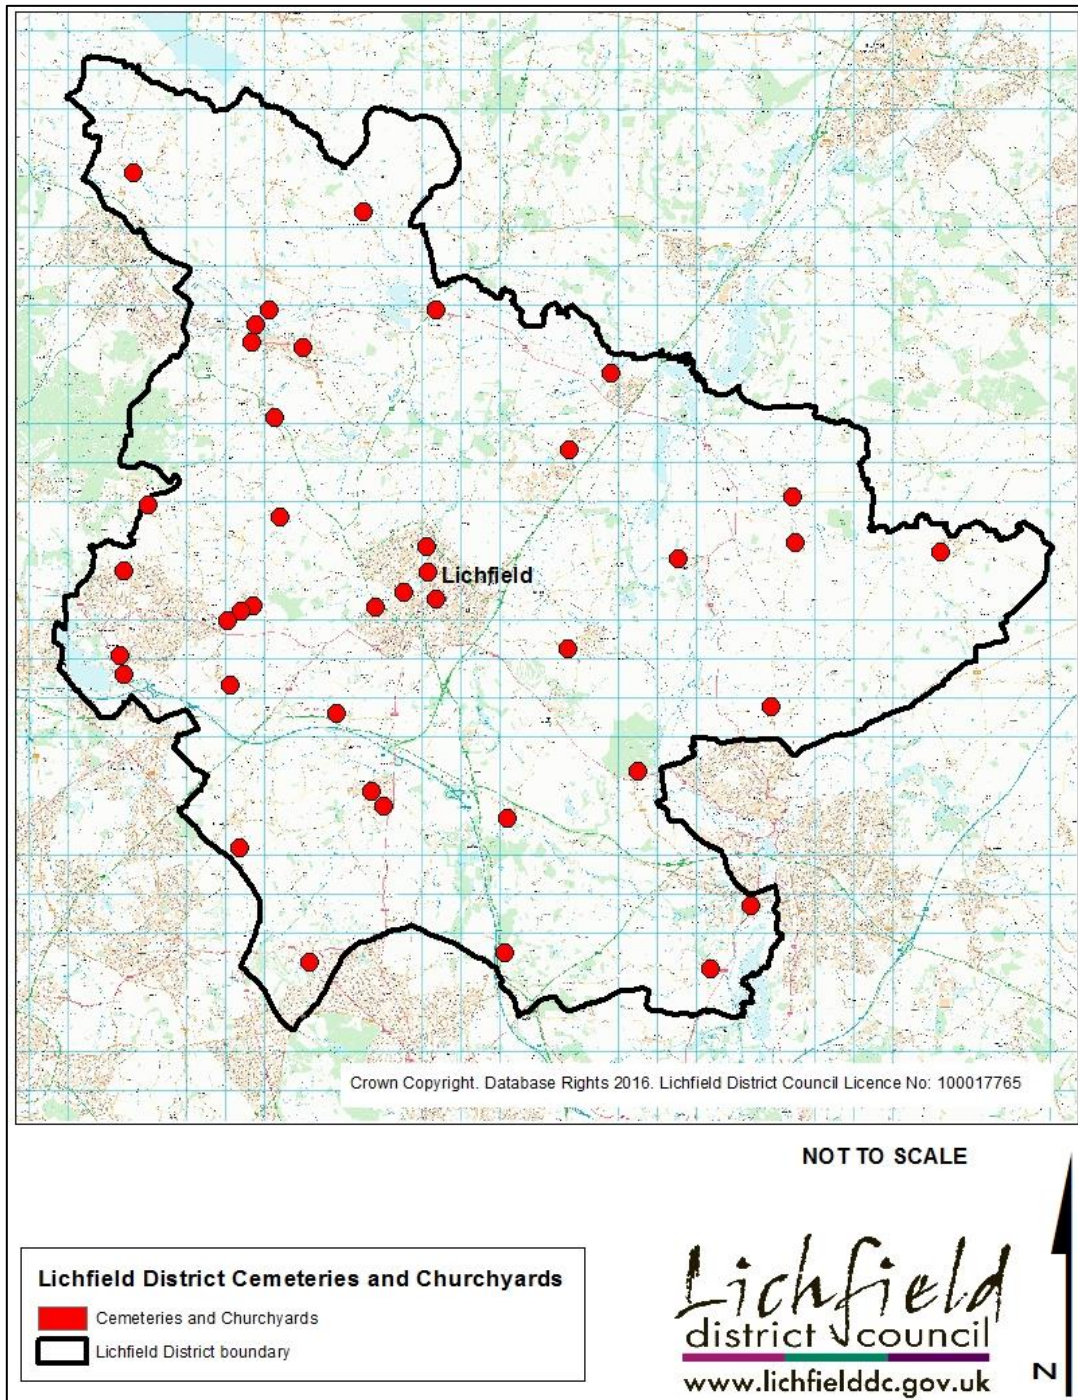 Lichfield
Crown Copyright. Database Rights 2016. Lichfield District Council Licence No: 100017765
NOT TO SCALE
Lichfield District Cemeteries and Churchyards
Cemeteries and Churchyards
Lichfield District boundary
Lichfield
district council
www.lichfielddc.gov.uk
N